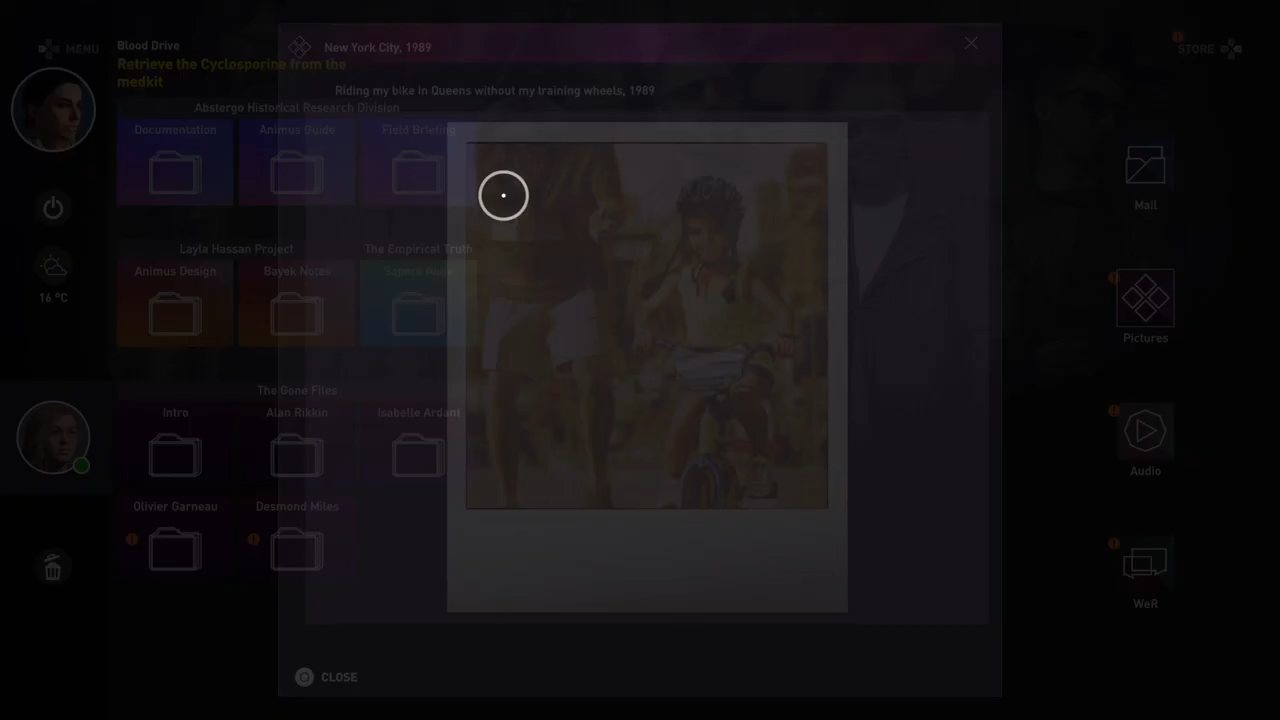 MENU
Blood Drive
Retrieve the Cyclosporine from the
medkit
New York City, 1989
STORE
Riding my bike in Queens without my training wheels, 1989
Abstergo Historical Research Division
Documentation
Animus Guide
Field Briefing
Mail
Layla Hassan Project
The Empirical Truth
Animus Design
Bayek Notes
16 °C
Pictures
The Gone Files
Intro
Alan Rikkin
Isabelle Ardant
Audio
Olivier Garneau
Desmond Miles
WeR
CLOSE